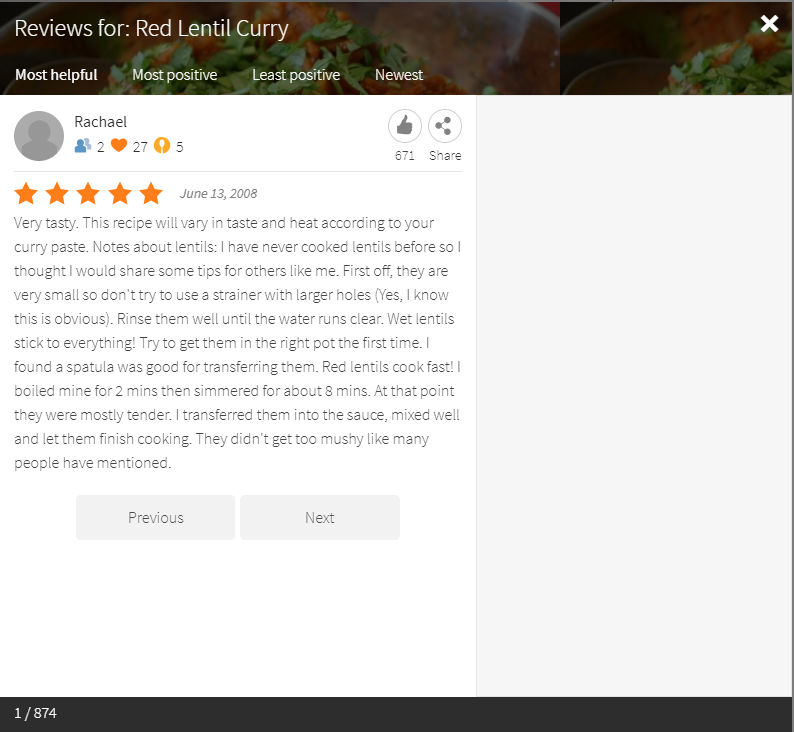 Reviews for: Red Lentil Curry
Most helpful Most positive Least positive Newest
Rachael
2 27 5
671 Share
June 13, 2008
Very tasty. This recipe will vary in taste and heat according to your
curry paste. Notes about lentils: I have never cooked lentils before so I
thought I would share some tips for others like me. First off, they are
very small so don't try to use a strainer with larger holes (Yes, I know
this is obvious). Rinse them well until the water runs clear. Wet lentils
stick to everything! Try to get them in the right pot the first time. I
found a spatula was good for transferring them. Red lentils cook fast! I
boiled mine for 2 mins then simmered for about 8 mins. At that point
they were mostly tender. I transferred them into the sauce, mixed well
and let them finish cooking. They didn't get too mushy like many
people have mentioned.
Previous Next
1 / 874